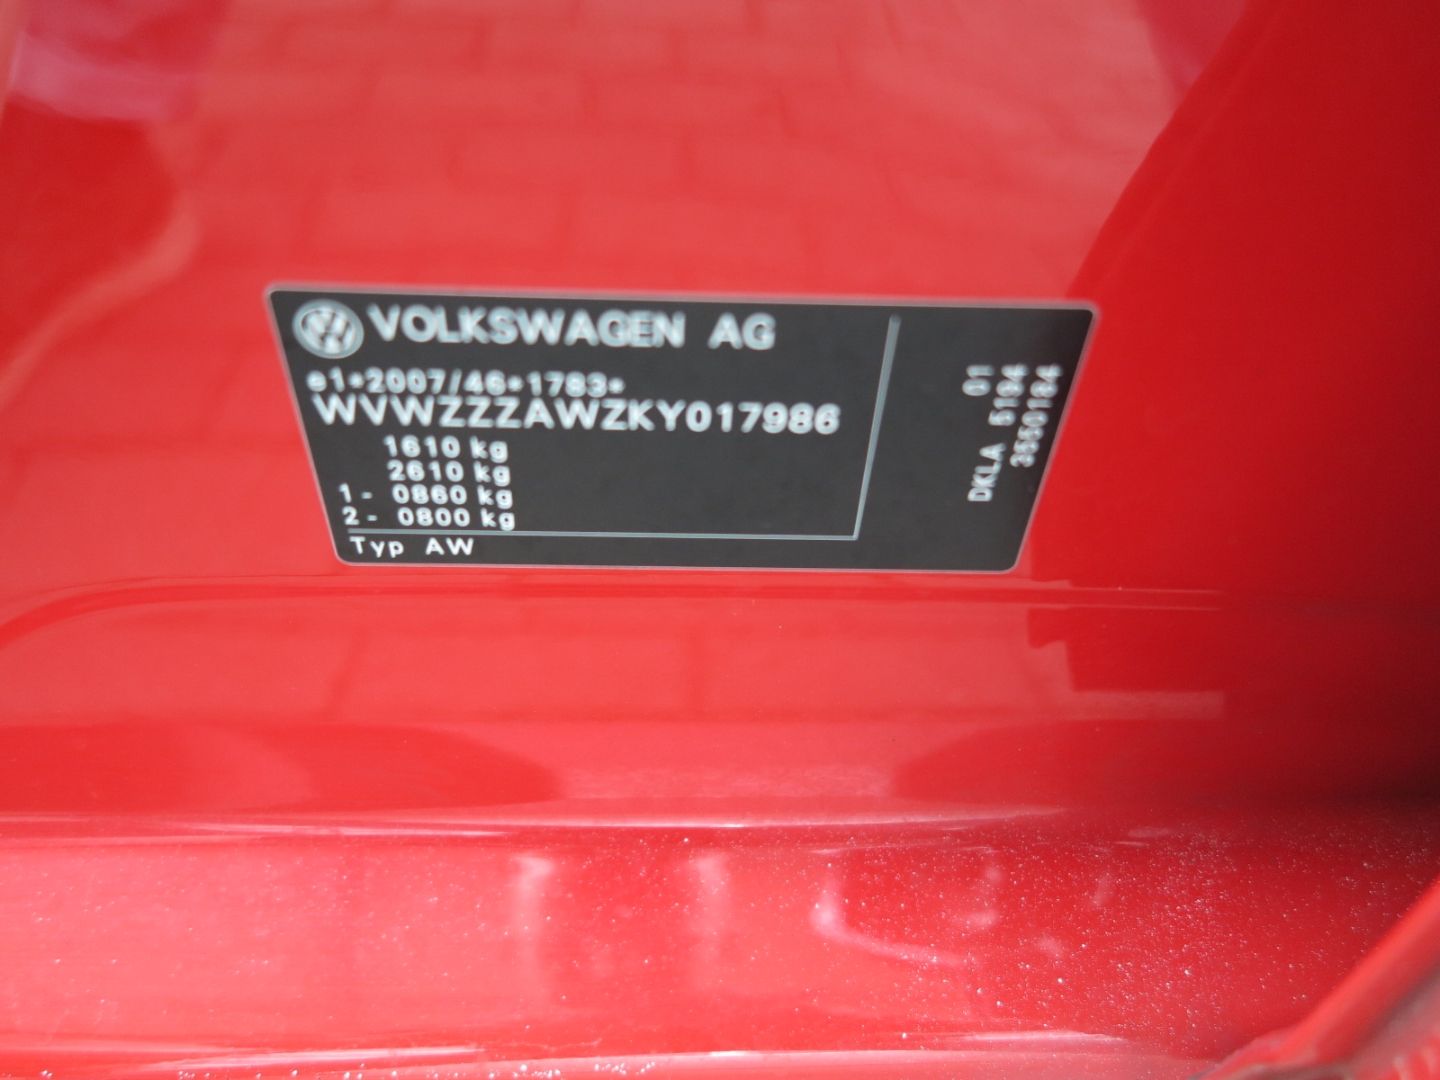 VOLKSWAGEN AG
e1*2007/46*1783*
WVWZZZAWZKY017986
1610 kg
2610 kg
1- 0860 kg
2- 0800 kg
Typ AW
01
DKLA 5194
3550184